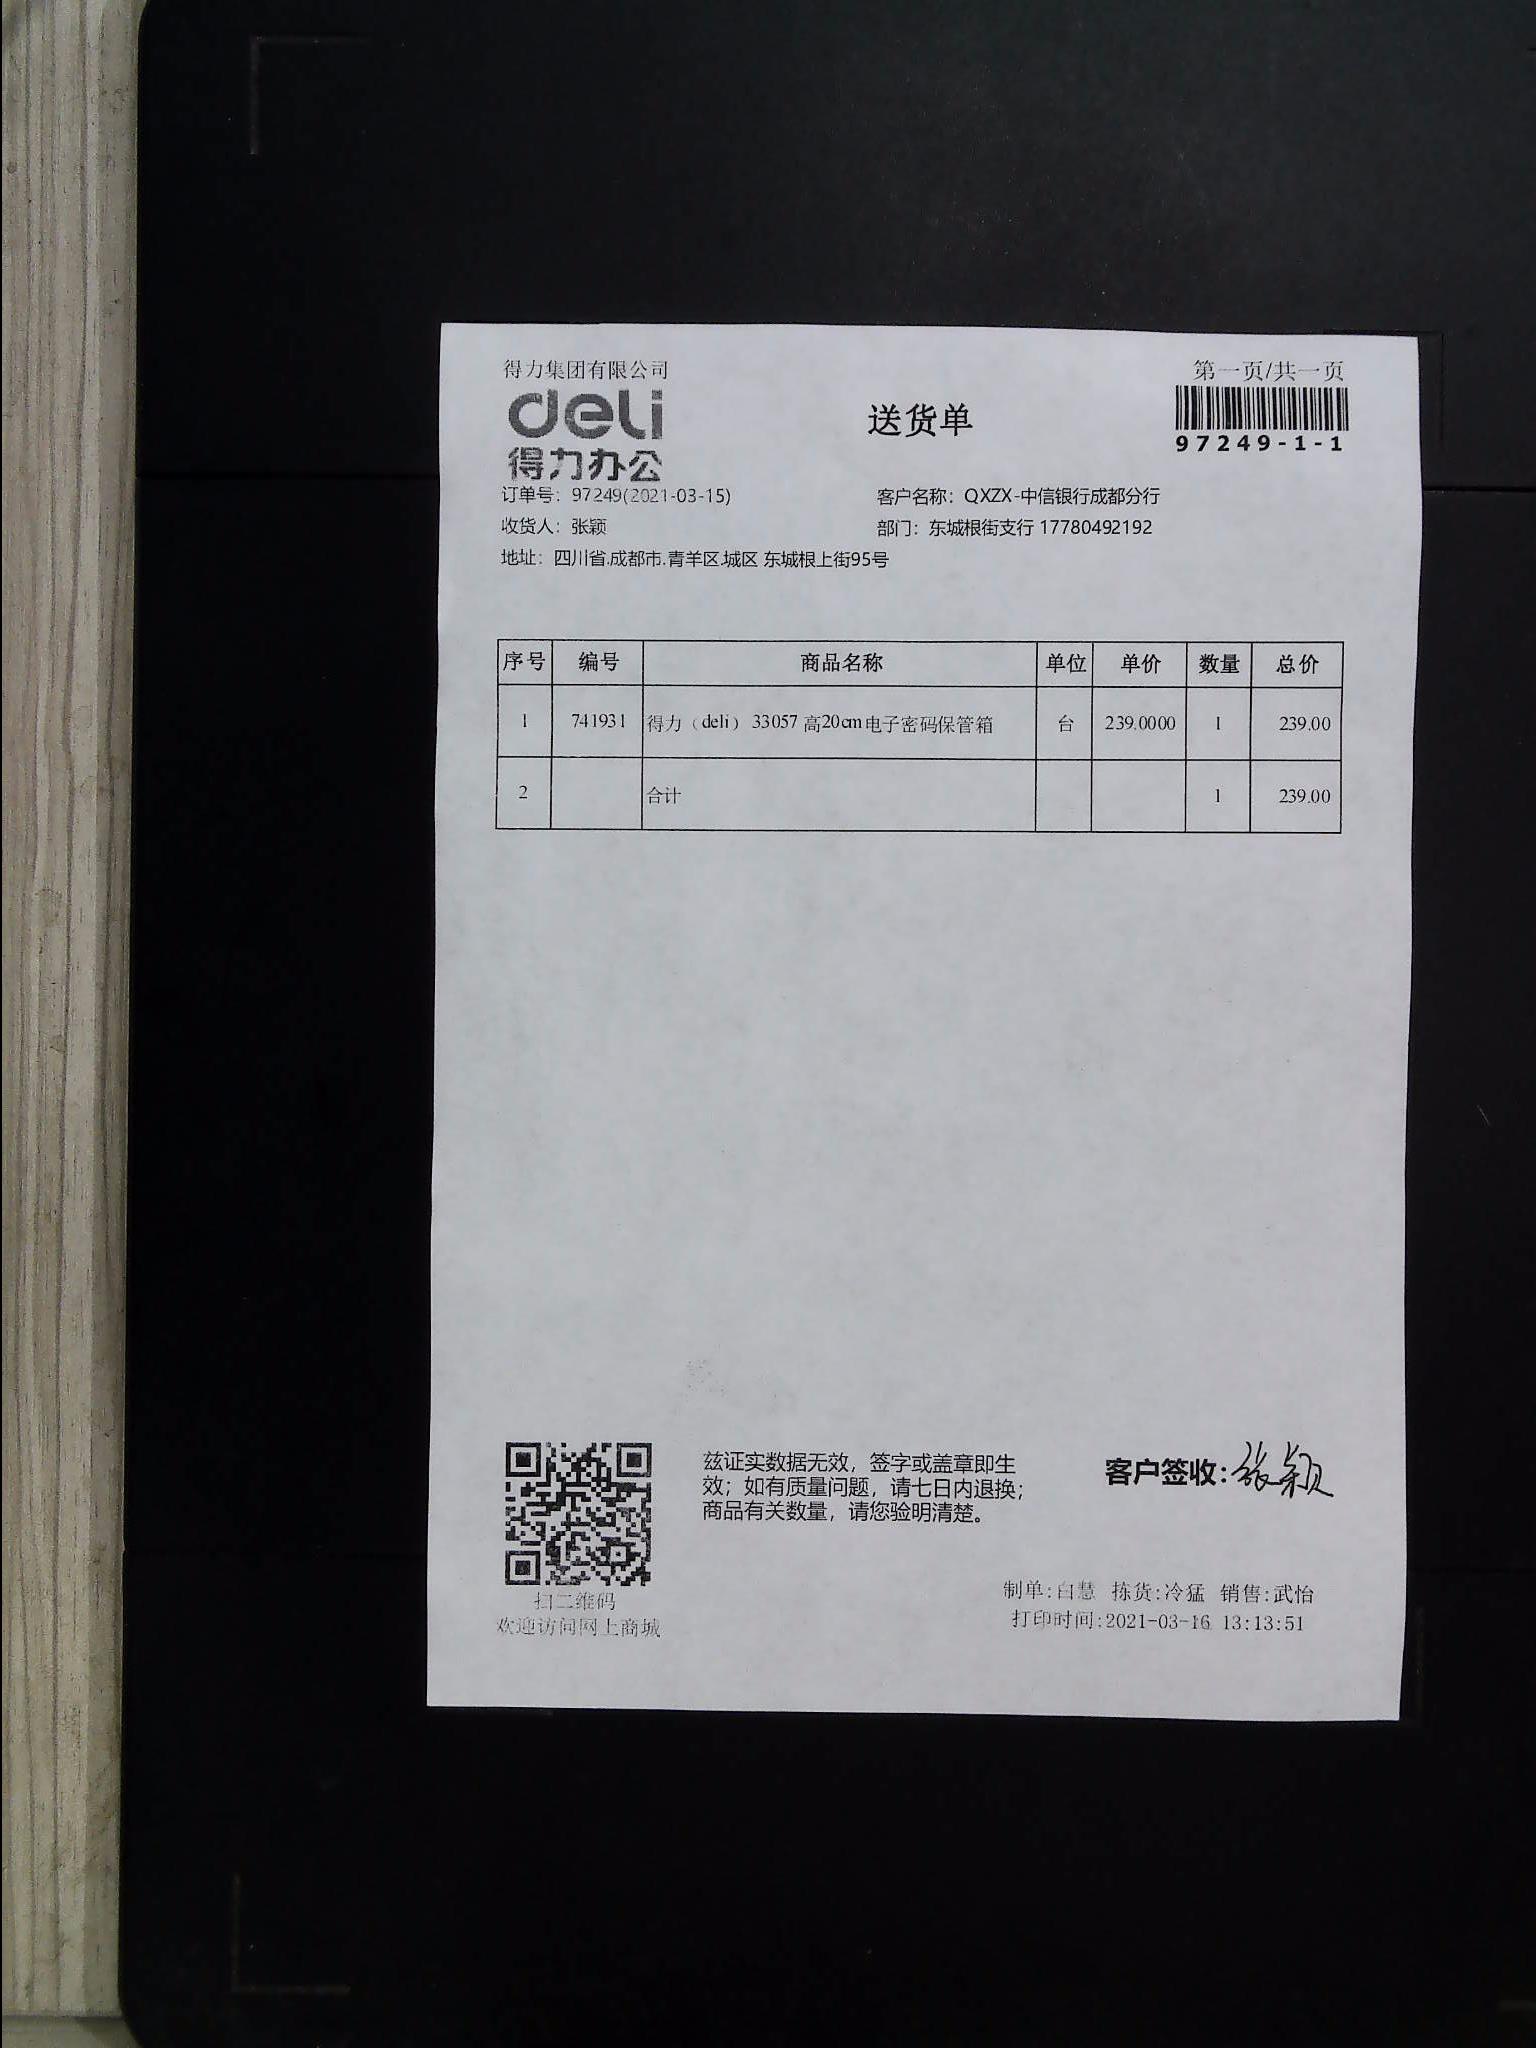 得力集团有限公司
第一页/共一页
deli
得力办公
送货单
97249-1-1
订单号：97249(2021-03-15)
客户名称：QXZX-中信银行成都分行
收货人：张颖
部门：东城根街支行 17780492192
地址：四川省.成都市.青羊区.城区 东城根上街95号
序号 编号 商品名称 单位 单价 数量 总价
1 741931 得力（deli） 33057 高20cm电子密码保管箱 台 239.0000 1 239.00
2 合计 1 239.00
兹证实数据无效，签字或盖章即生
效；如有质量问题，请七日内退换；
商品有关数量，请您验明清楚。
客户签收：张颖
扫二维码
欢迎访问网上商城
制单:白慧 拣货:冷猛 销售:武怡
打印时间:2021-03-16 13:13:51